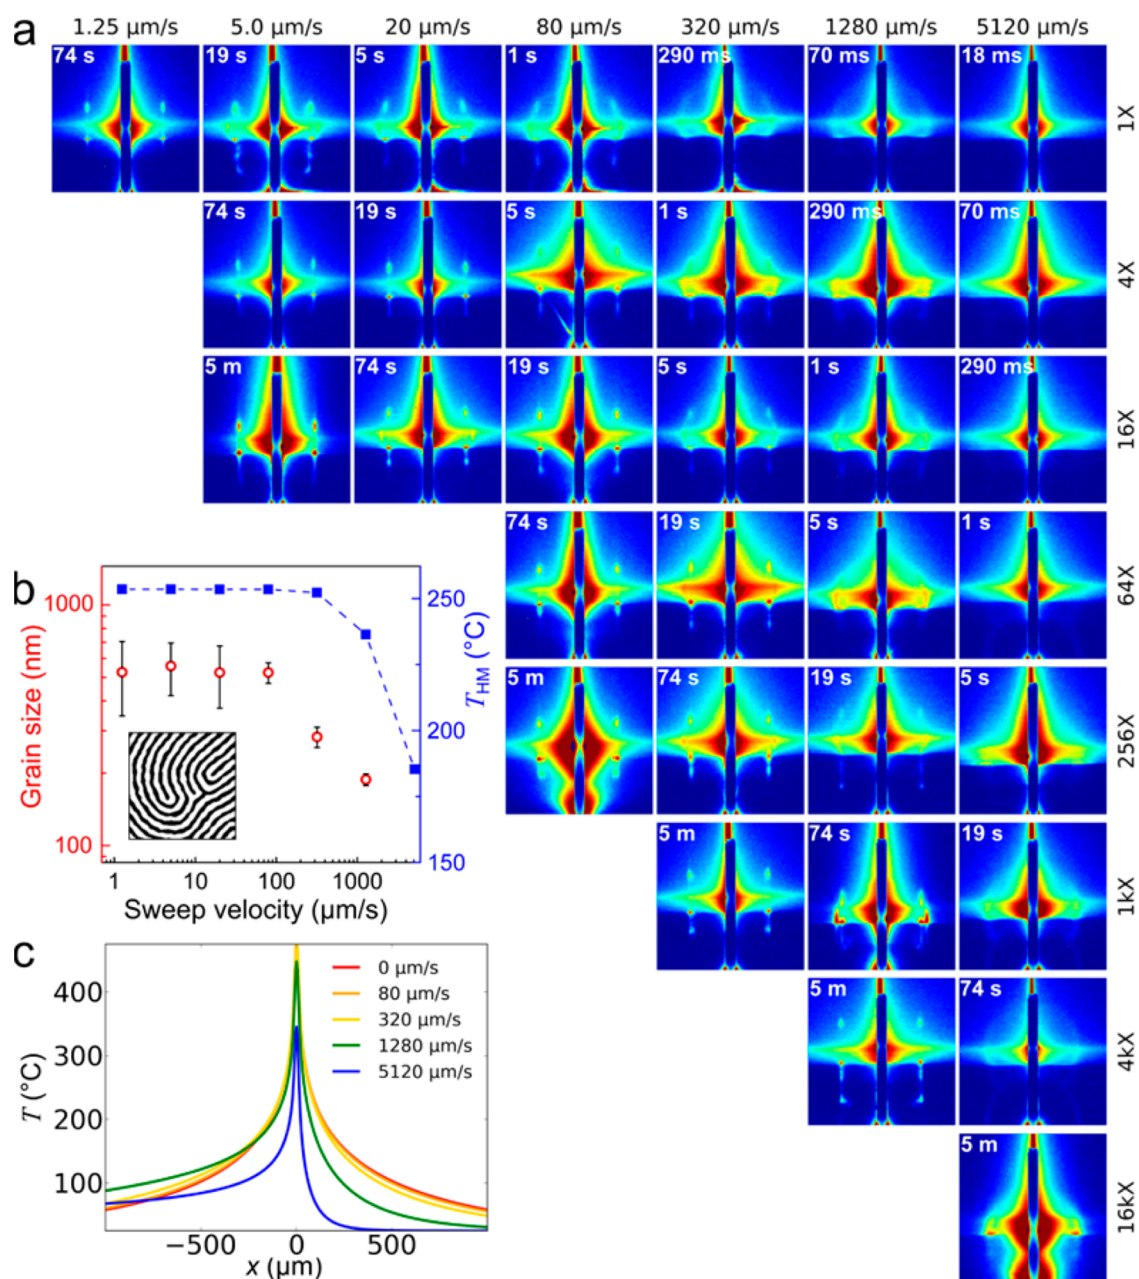 a
1.25 µm/s 5.0 µm/s 20 µm/s 80 µm/s 320 µm/s 1280 µm/s 5120 µm/s
74 s 19 s 5 s 1 s 290 ms 70 ms 18 ms
1X
74 s 19 s 5 s 1 s 290 ms 70 ms
4X
5 m 74 s 19 s 5 s 1 s 290 ms
16X
74 s 19 s 5 s 1 s
64X
5 m 74 s 19 s 5 s
256X
5 m 74 s 19 s
1kX
5 m 74 s
4kX
5 m
16kX
b
1000
100
Grain size (nm)
250
200
150
THM (°C)
1 10 100 1000
Sweep velocity (µm/s)
c
400
300
200
100
T (°C)
0 µm/s
80 µm/s
320 µm/s
1280 µm/s
5120 µm/s
−500 0 500
x (µm)